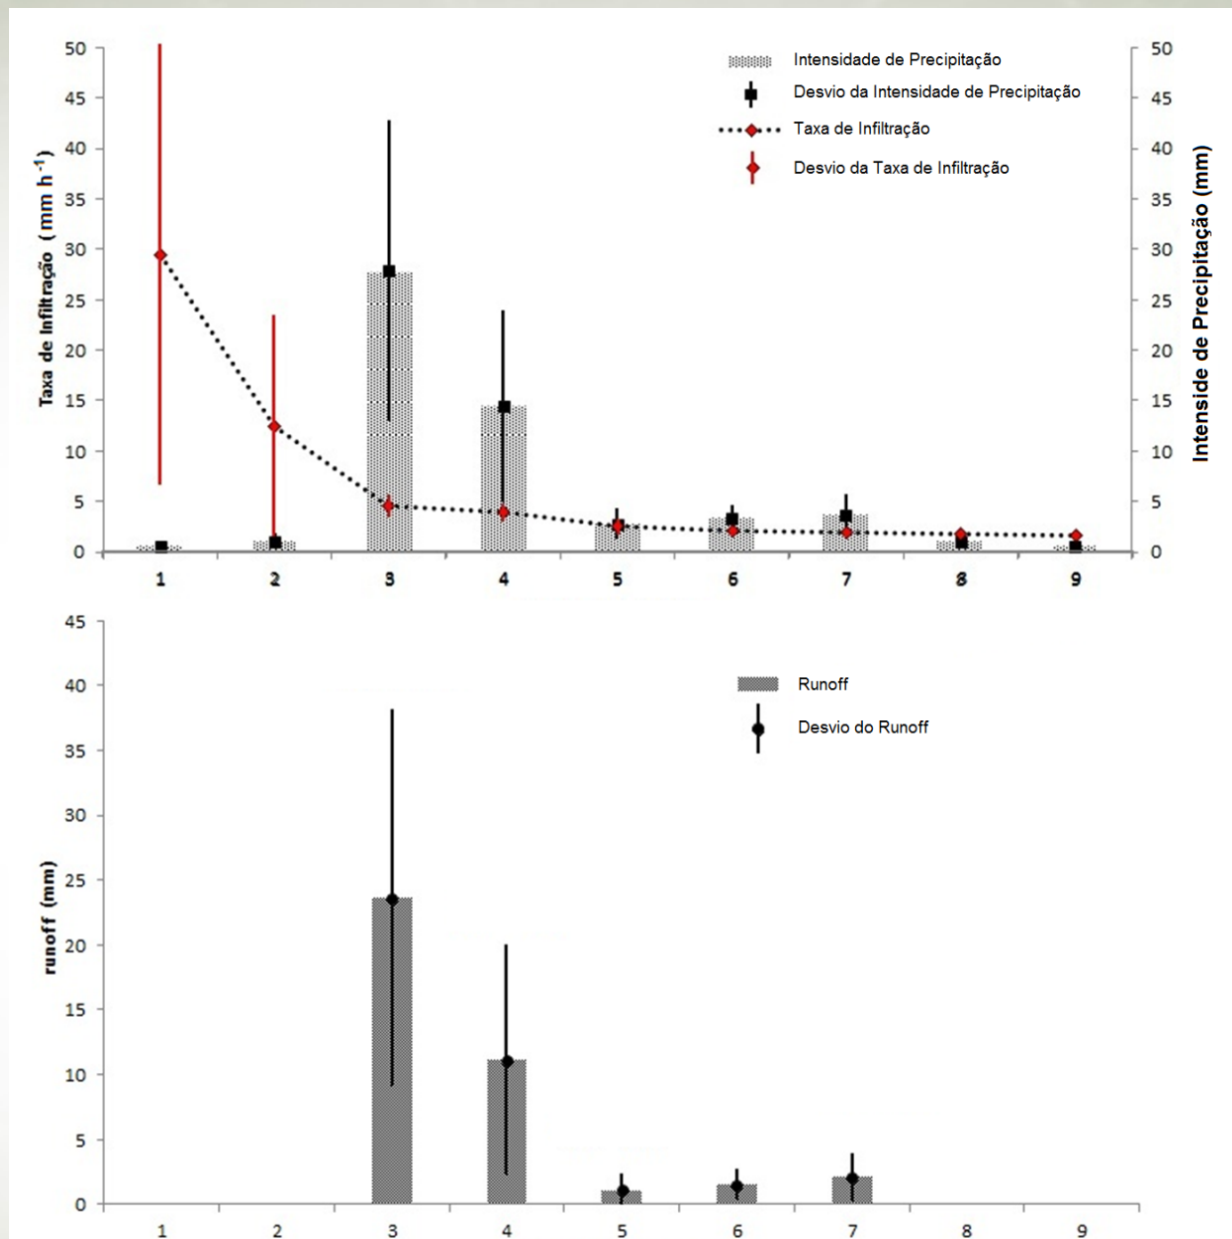 Taxa de Infiltração (mm h-1)
50
45
40
35
30
25
20
15
10
5
0
Intensidade de Precipitação
Desvio da Intensidade de Precipitação
Taxa de Infiltração
Desvio da Taxa de Infiltração
50
45
40
35
30
25
20
15
10
5
0
Intenside de Precipitação (mm)
1 2 3 4 5 6 7 8 9
runoff (mm)
45
40
35
30
25
20
15
10
5
0
Runoff
Desvio do Runoff
1 2 3 4 5 6 7 8 9